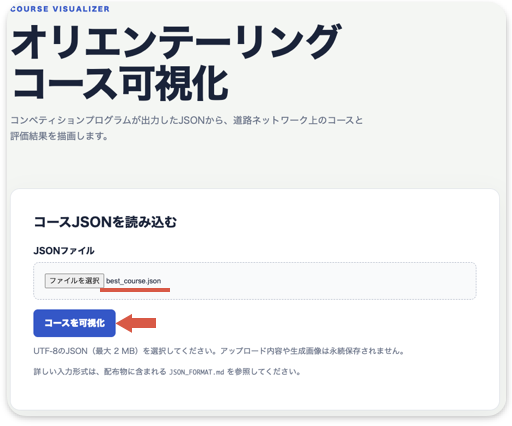 COURSE VISUALIZER
オリエンテーリング
コース可視化
コンペティションプログラムが出力したJSONから、道路ネットワーク上のコースと
評価結果を描画します。
コースJSONを読み込む
JSONファイル
ファイルを選択 best_course.json
コースを可視化
UTF-8のJSON（最大 2 MB）を選択してください。アップロード内容や生成画像は永続保存されません。
詳しい入力形式は、配布物に含まれる JSON_FORMAT.md を参照してください。